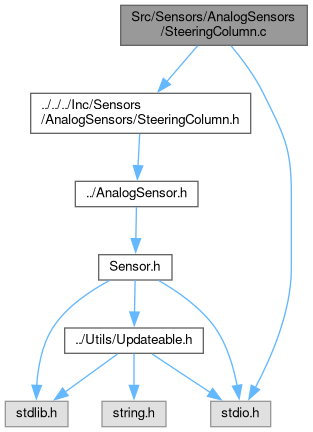 Src/Sensors/AnalogSensors
/SteeringColumn.c
../../../Inc/Sensors
/AnalogSensors/SteeringColumn.h
../AnalogSensor.h
Sensor.h
../Utils/Updateable.h
stdlib.h
string.h
stdio.h